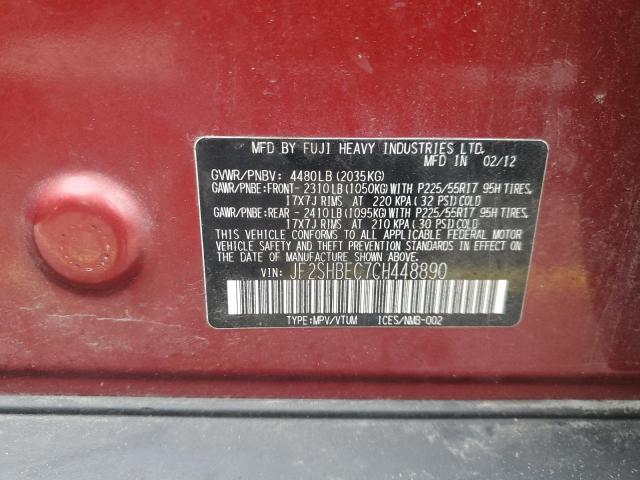 MFD BY FUJI HEAVY INDUSTRIES LTD.
MFD IN 02/12
GVWR/PNBV: 4480LB (2035KG)
GAWR/PNBE:FRONT- 2310LB(1050KG)WITH P225/55R17 95H TIRES,
17X7J RIMS AT 220 KPA ( 32 PSI)COLD
GAWR/PNBE:REAR - 2410LB(1095KG)WITH P225/55R17 95H TIRES,
17X7J RIMS AT 210 KPA ( 30 PSI)COLD
THIS VEHICLE CONFORMS TO ALL APPLICABLE FEDERAL MOTOR
VEHICLE SAFETY AND THEFT PREVENTION STANDARDS IN EFFECT ON
THE DATE OF MANUFACTURE SHOWN ABOVE.
VIN: JF2SHBEC7CH448890
TYPE:MPV/VTUM ICES/NMB-002